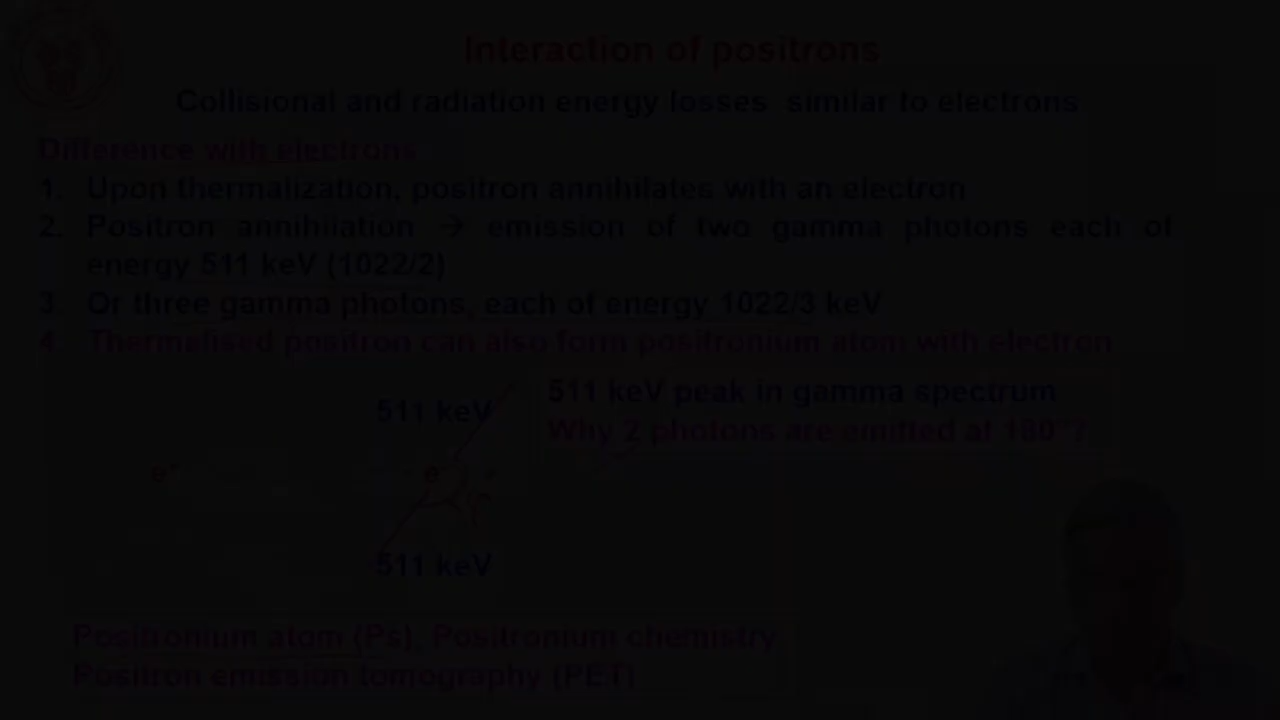 Interaction of positrons
Collisional and radiation energy losses similar to electrons
Difference with electrons
1. Upon thermalization, positron annihilates with an electron
2. Positron annihilation → emission of two gamma photons each of
energy 511 keV (1022/2)
3. Or three gamma photons, each of energy 1022/3 keV
4. Thermalised positron can also form positronium atom with electron
511 keV
511 keV peak in gamma spectrum
Why 2 photons are emitted at 180°?
e⁺
e⁻
511 keV
Positronium atom (Ps), Positronium chemistry
Positron emission tomography (PET)